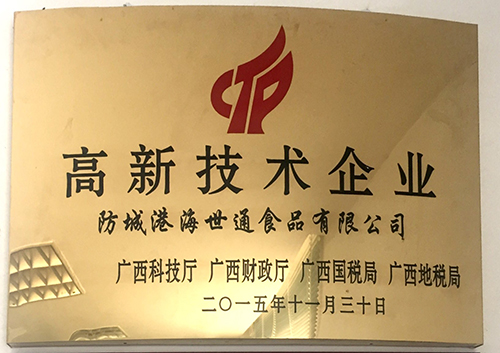 CTP
高新技术企业
防城港海世通食品有限公司
广西科技厅 广西财政厅 广西国税局 广西地税局
二〇一五年十一月三十日